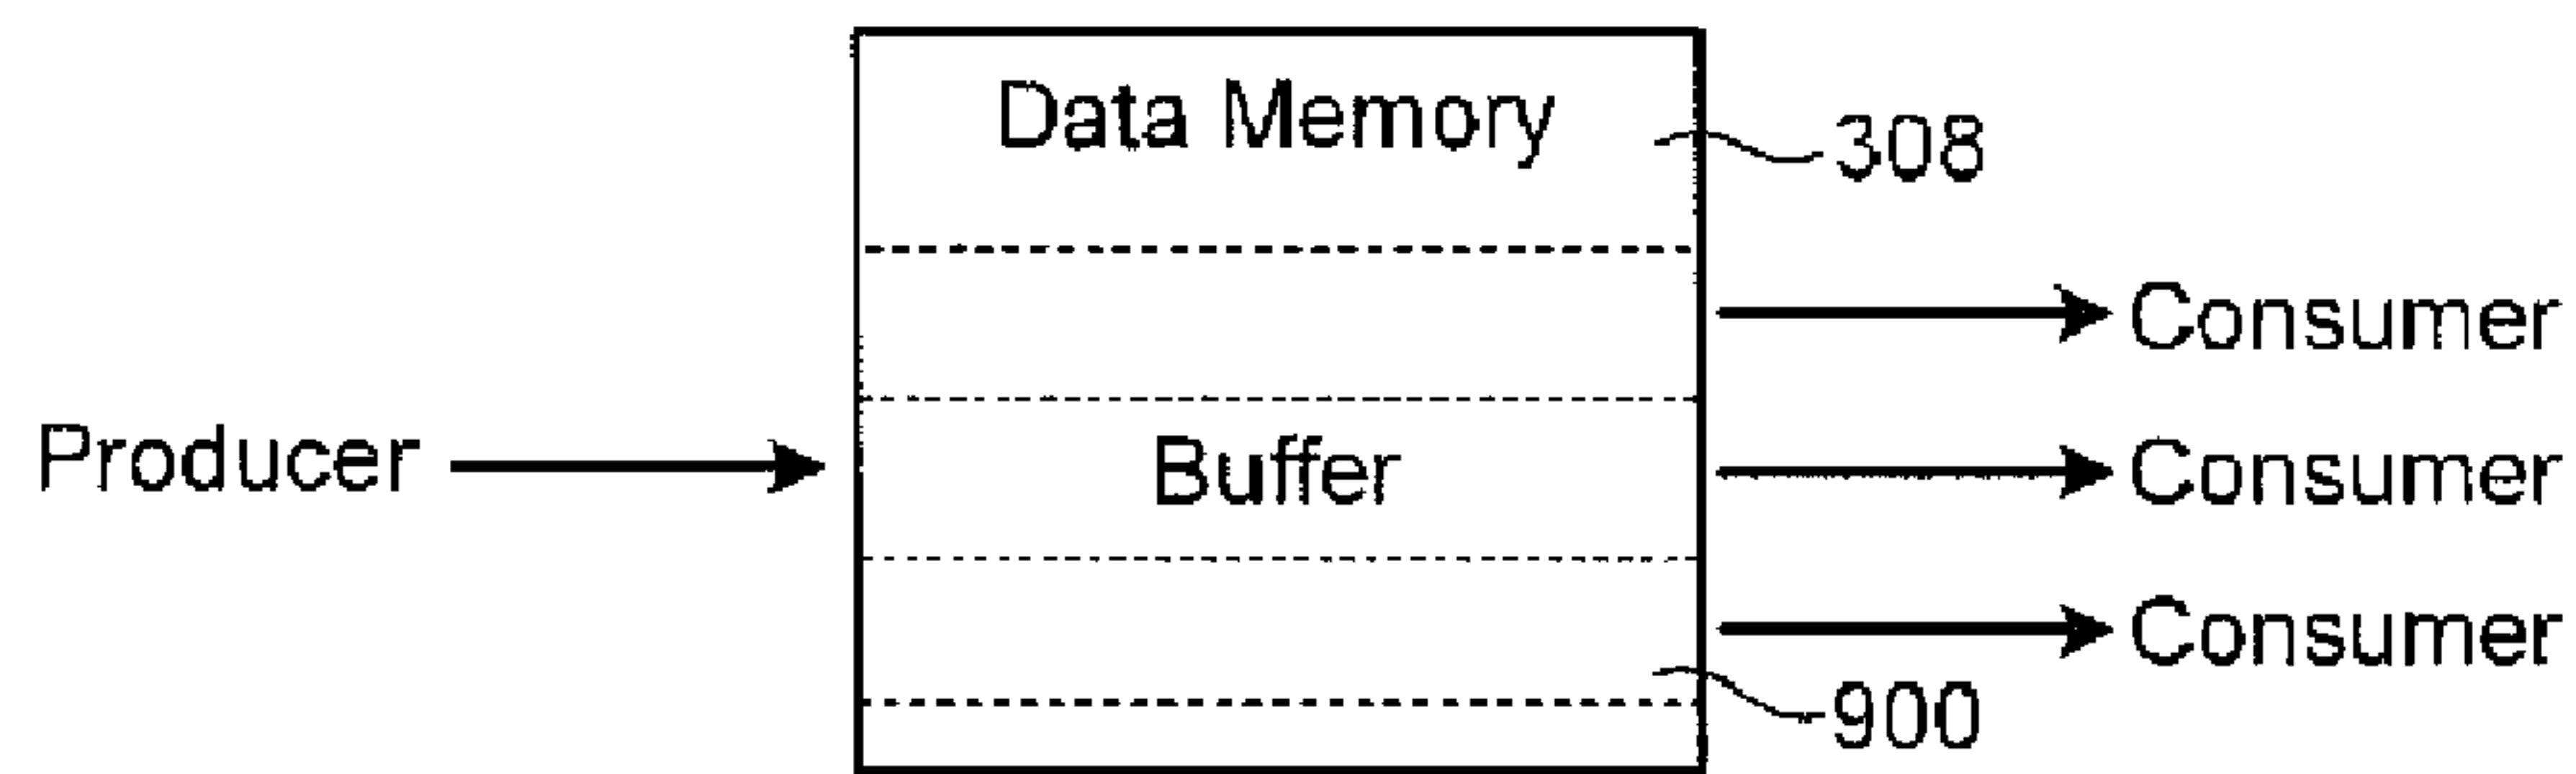 Data Memory
308
Consumer
Producer
Buffer
Consumer
Consumer
900